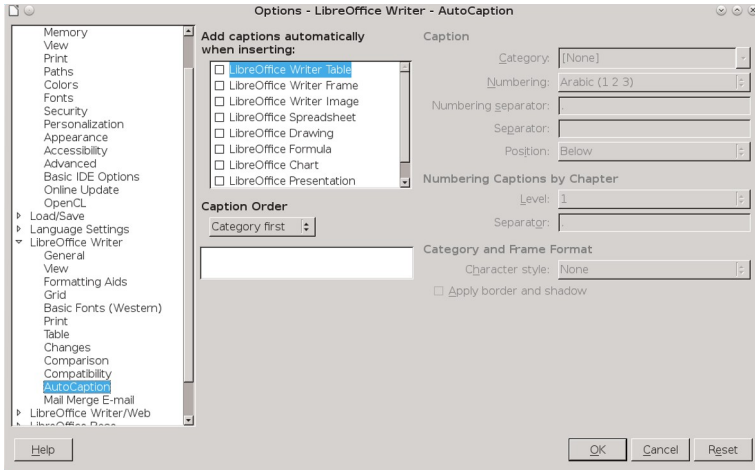 Options - LibreOffice Writer - AutoCaption
Memory
View
Print
Paths
Colors
Fonts
Security
Personalization
Appearance
Accessibility
Advanced
Basic IDE Options
Online Update
OpenCL
Load/Save
Language Settings
LibreOffice Writer
General
View
Formatting Aids
Grid
Basic Fonts (Western)
Print
Table
Changes
Comparison
Compatibility
AutoCaption
Mail Merge E-mail
LibreOffice Writer/Web
LibreOffice Base
Add captions automatically
when inserting:
LibreOffice Writer Table
LibreOffice Writer Frame
LibreOffice Writer Image
LibreOffice Spreadsheet
LibreOffice Drawing
LibreOffice Formula
LibreOffice Chart
LibreOffice Presentation
Caption Order
Category first
Caption
Category: [None]
Numbering: Arabic (1 2 3)
Numbering separator: .
Separator:
Position: Below
Numbering Captions by Chapter
Level: 1
Separator: .
Category and Frame Format
Character style: None
Apply border and shadow
Help
OK
Cancel
Reset